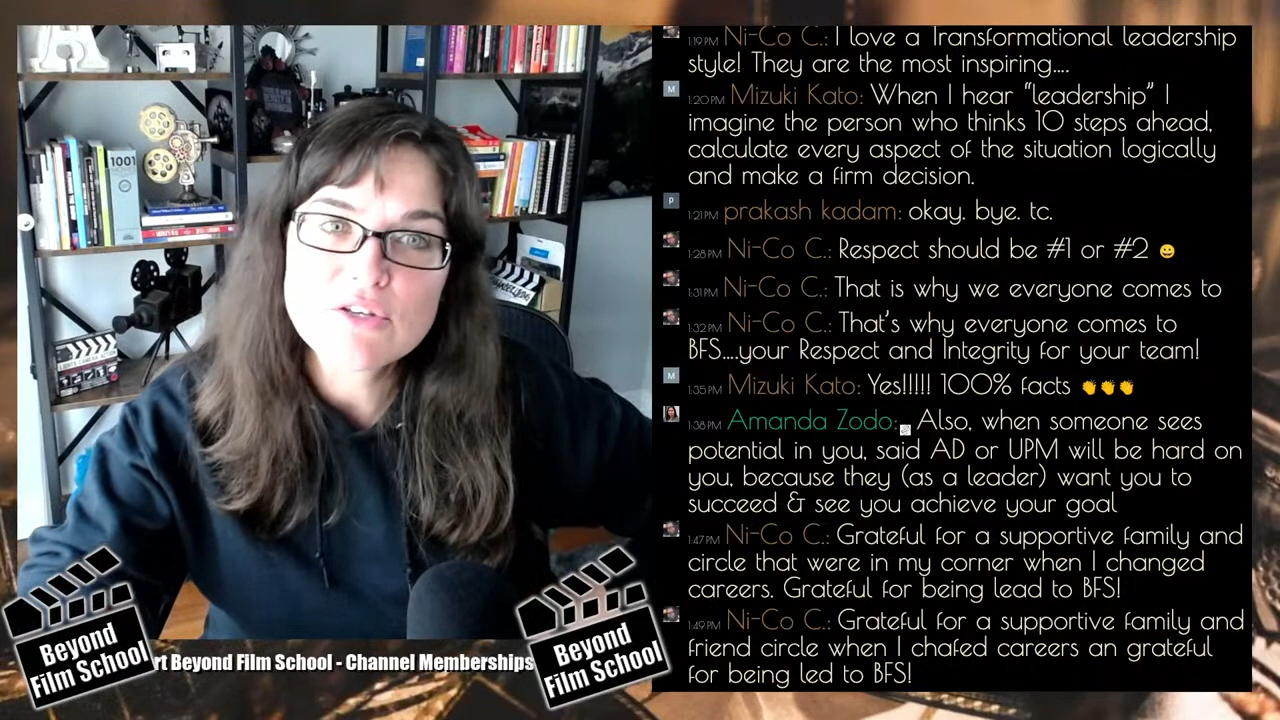 1:19 PM Ni-Co C.: I love a Transformational leadership
style! They are the most inspiring....
M
1:20 PM Mizuki Kato: When I hear "leadership" I
imagine the person who thinks 10 steps ahead,
calculate every aspect of the situation logically
and make a firm decision.
P
1:21 PM prakash kadam: okay. bye. tc.
1:28 PM Ni-Co C.: Respect should be #1 or #2 😀
1:31 PM Ni-Co C.: That is why we everyone comes to
1:32 PM Ni-Co C.: That's why everyone comes to
BFS....your Respect and Integrity for your team!
M
1:35 PM Mizuki Kato: Yes!!!!! 100% facts 👏👏👏
1:38 PM Amanda Zodo: Also, when someone sees
potential in you, said AD or UPM will be hard on
you, because they (as a leader) want you to
succeed & see you achieve your goal
1:47 PM Ni-Co C.: Grateful for a supportive family and
circle that were in my corner when I changed
careers. Grateful for being lead to BFS!
1:49 PM Ni-Co C.: Grateful for a supportive family and
friend circle when I chafed careers an grateful
for being led to BFS!
1001
Beyond
Film School
rt Beyond Film School - Channel Memberships
Beyond
Film School